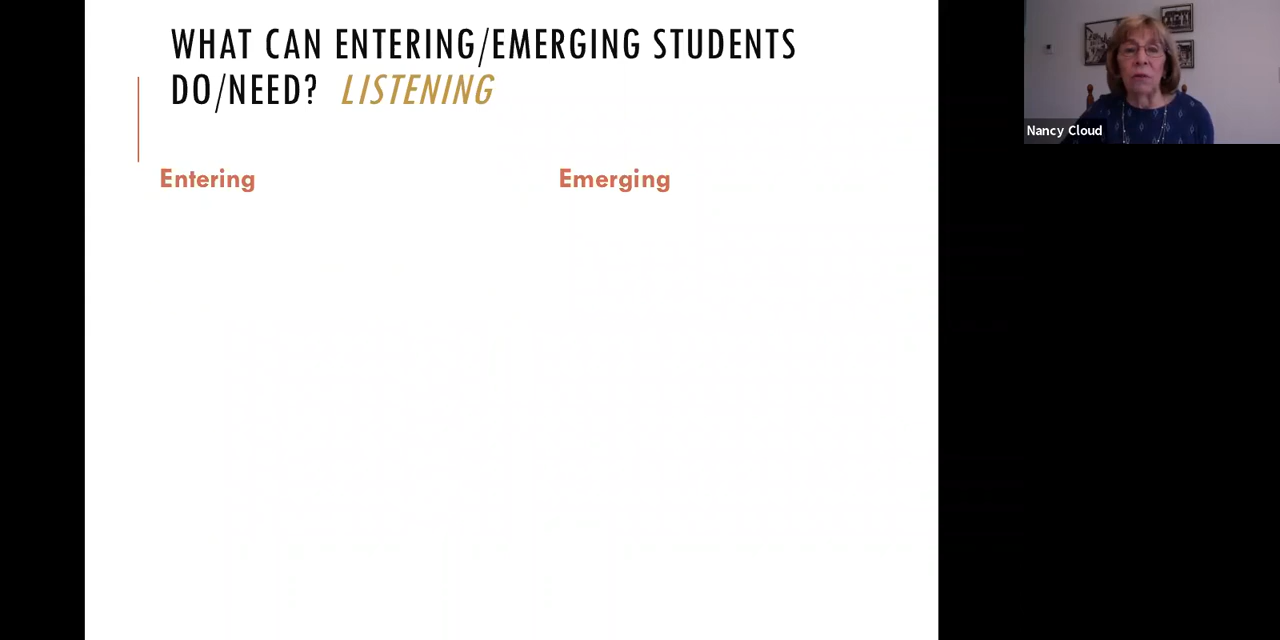 WHAT CAN ENTERING/EMERGING STUDENTS
DO/NEED? LISTENING
Entering
Emerging
Nancy Cloud